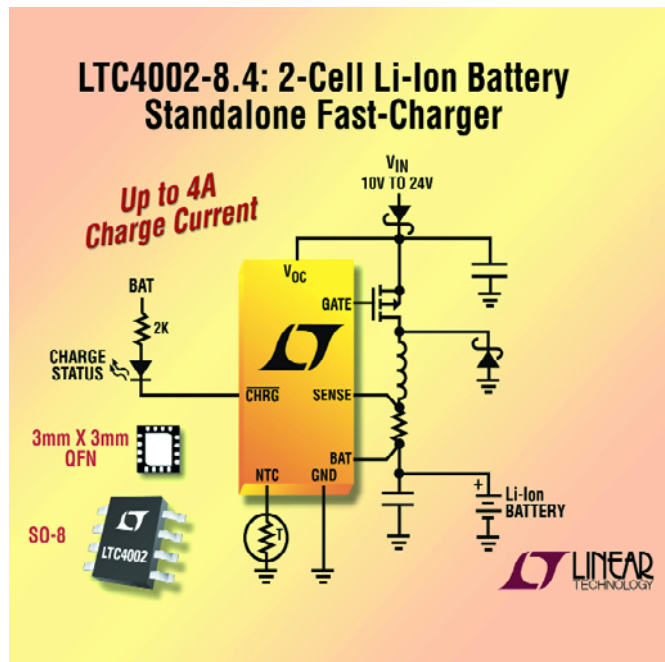 LTC4002-8.4: 2-Cell Li-Ion Battery
Standalone Fast-Charger
Up to 4A
Charge Current
VIN
10V TO 24V
VOC
GATE
BAT
2K
CHARGE
STATUS
CHRG
SENSE
3mm X 3mm
QFN
BAT
NTC
GND
T
+
Li-Ion
BATTERY
SO-8
LTC4002
LINEAR
TECHNOLOGY